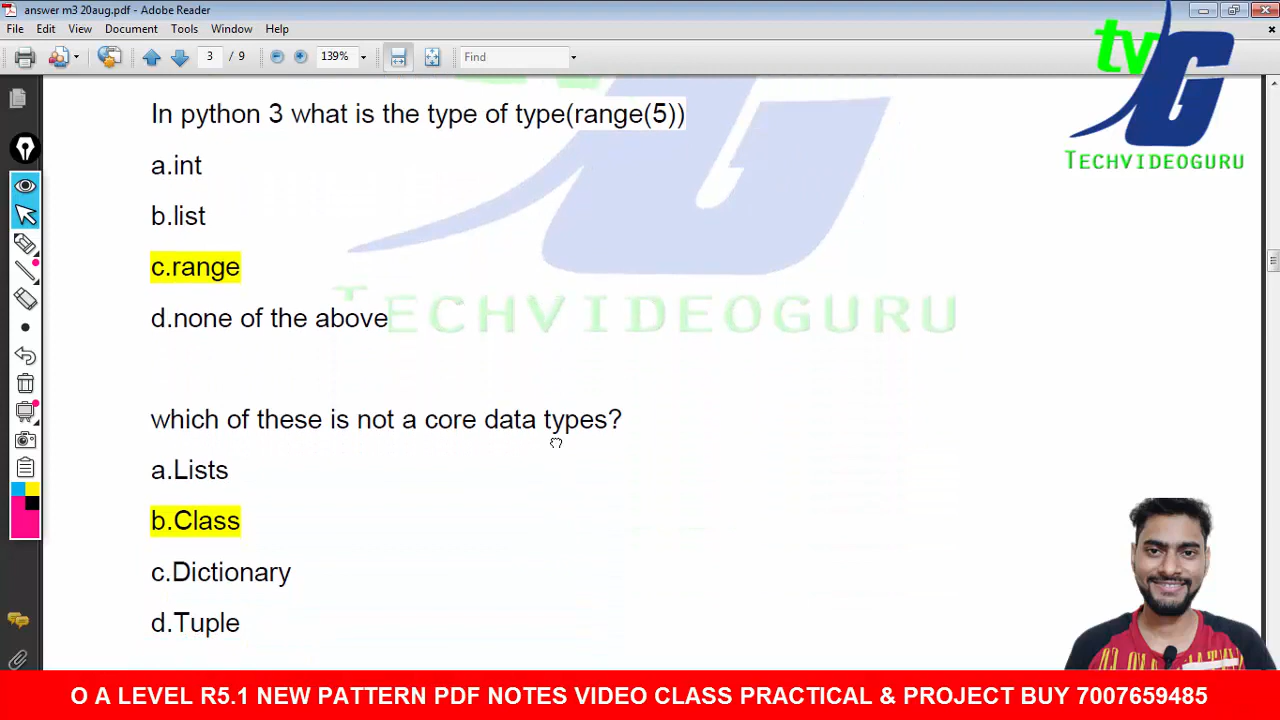 answer m3 20aug.pdf - Adobe Reader
File Edit View Document Tools Window Help
3 / 9 139% Find
tv
G
TECHVIDEOGURU
In python 3 what is the type of type(range(5))
a.int
b.list
c.range
d.none of the above
TECHVIDEOGURU
which of these is not a core data types?
a.Lists
b.Class
c.Dictionary
d.Tuple
O A LEVEL R5.1 NEW PATTERN PDF NOTES VIDEO CLASS PRACTICAL & PROJECT BUY 7007659485